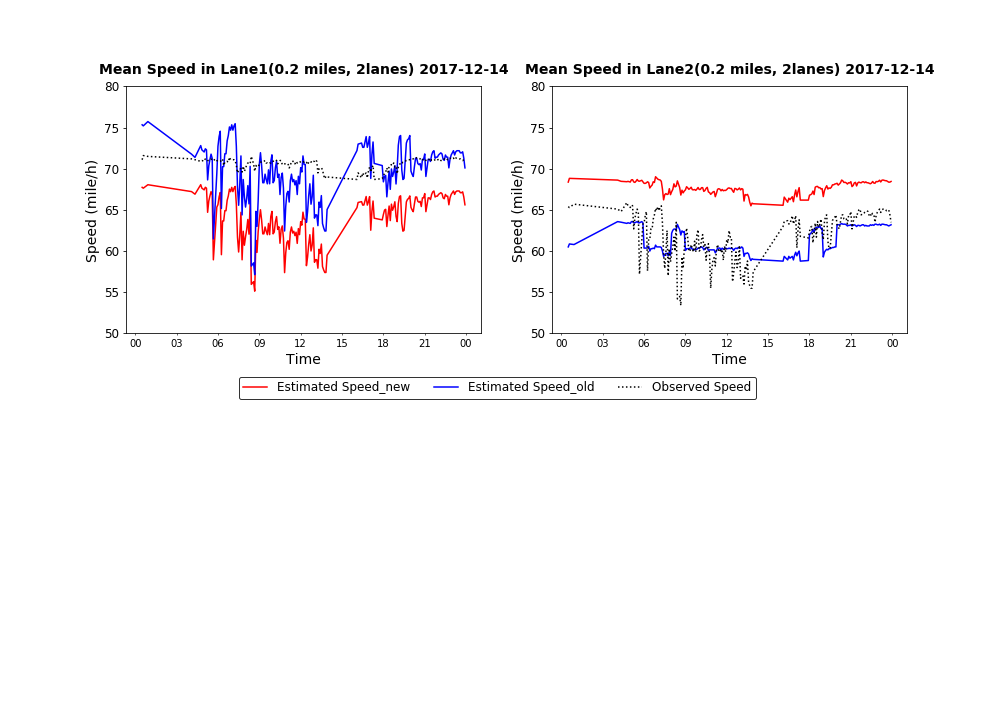 Mean Speed in Lane1(0.2 miles, 2lanes) 2017-12-14
80
75
70
65
60
55
50
Speed (mile/h)
00 03 06 09 12 15 18 21 00
Time
Mean Speed in Lane2(0.2 miles, 2lanes) 2017-12-14
80
75
70
65
60
55
50
Speed (mile/h)
00 03 06 09 12 15 18 21 00
Time
Estimated Speed_new Estimated Speed_old Observed Speed